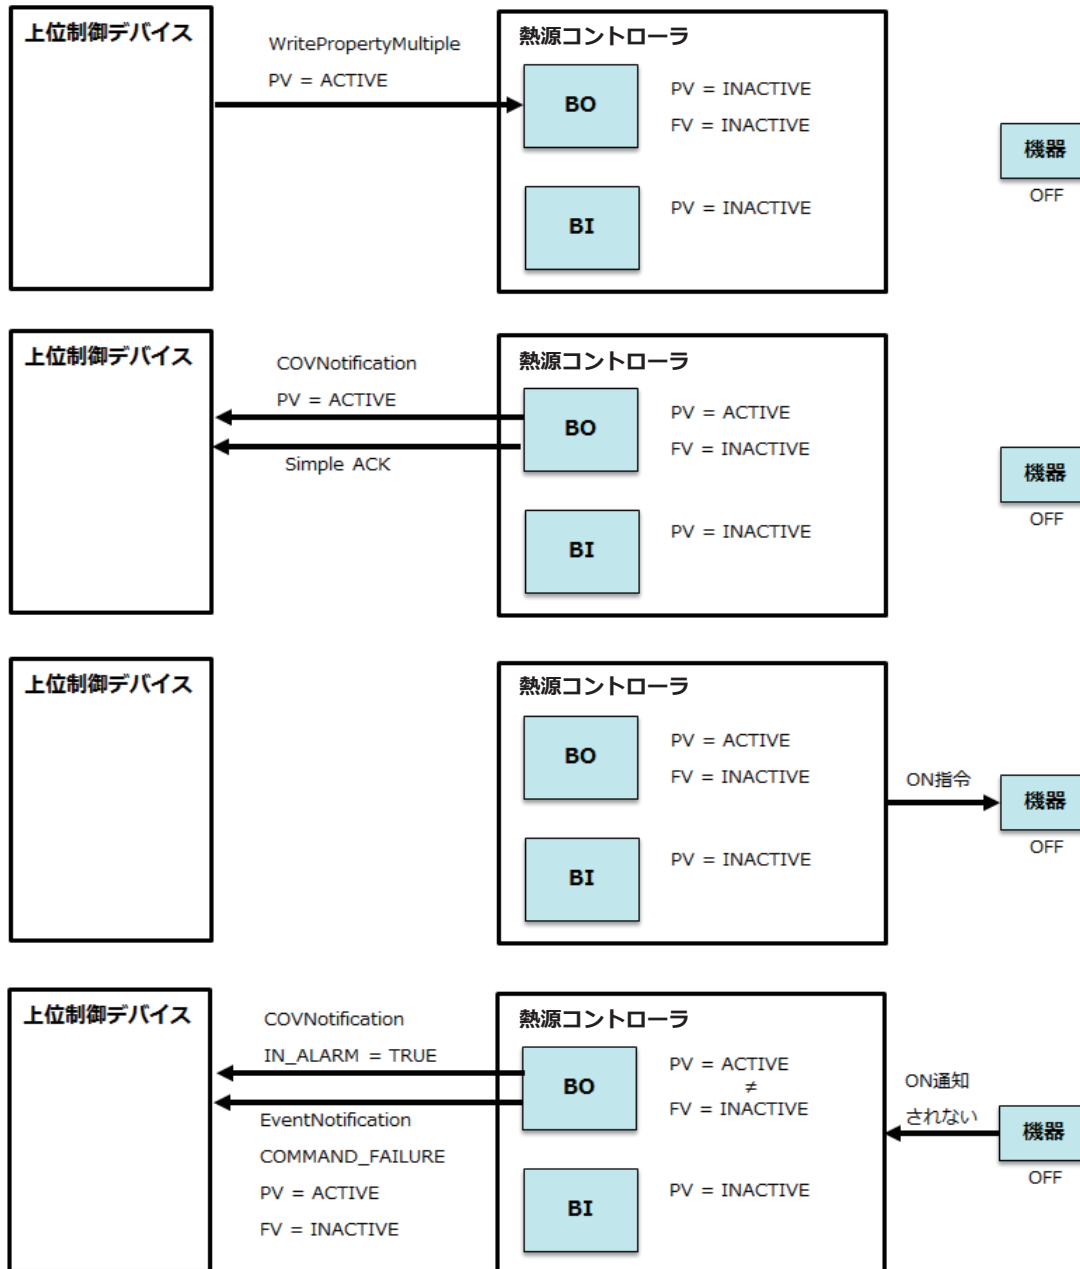 上位制御デバイス
WritePropertyMultiple
PV = ACTIVE
熱源コントローラ
BO
PV = INACTIVE
FV = INACTIVE
BI
PV = INACTIVE
機器
OFF
上位制御デバイス
COVNotification
PV = ACTIVE
Simple ACK
熱源コントローラ
BO
PV = ACTIVE
FV = INACTIVE
BI
PV = INACTIVE
機器
OFF
上位制御デバイス
熱源コントローラ
BO
PV = ACTIVE
FV = INACTIVE
BI
PV = INACTIVE
ON指令
機器
OFF
上位制御デバイス
COVNotification
IN_ALARM = TRUE
EventNotification
COMMAND_FAILURE
PV = ACTIVE
FV = INACTIVE
熱源コントローラ
BO
PV = ACTIVE
≠
FV = INACTIVE
BI
PV = INACTIVE
ON通知
されない
機器
OFF